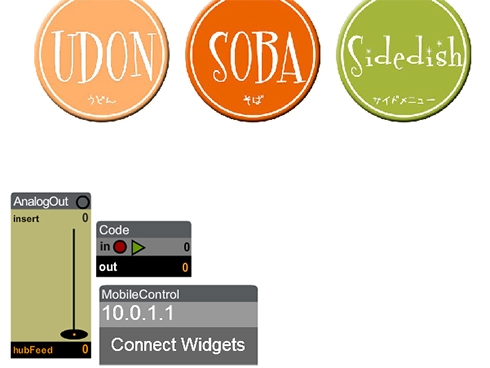 UDON
うどん
SOBA
そば
Sidedish
サイドメニュー
AnalogOut
insert 0
hubFeed 0
Code
in 0
out 0
MobileControl
10.0.1.1
Connect Widgets